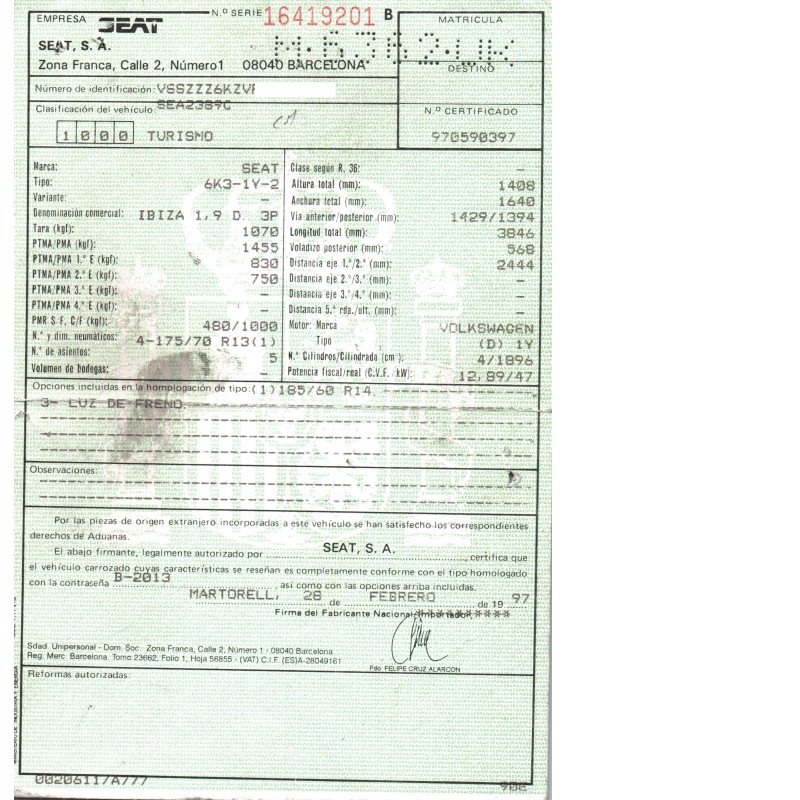 EMPRESA SEAT N.º SERIE 16419201 B MATRICULA
M-6362-UK
SEAT, S. A.
Zona Franca, Calle 2, Número1 08040 BARCELONA
DESTINO
Número de identificación: VSSZZZ6KZV
Clasificación del vehículo SEA2389C
N.º CERTIFICADO
1000 TURISMO 970590397
Marca: SEAT Clase según R. 36: —
Tipo: 6K3-1Y-2 Altura total (mm): 1408
Variante: — Anchura total (mm): 1640
Denominación comercial: IBIZA 1,9 D. 3P Via anterior/posterior (mm): 1429/1394
Tara (kgf): 1070 Longitud total (mm): 3846
PTMA/PMA (kgf): 1455 Voladizo posterior (mm): 568
PTMA/PMA 1.º E (kgf): 830 Distancia eje 1.º/2.º (mm): 2444
PTMA/PMA 2.º E (kgf): 750 Distancia eje 2.º/3.º (mm): —
PTMA/PMA 3.º E (kgf): — Distancia eje 3.º/4.º (mm): —
PTMA/PMA 4.º E (kgf): — Distancia 5.ª rda./ult. (mm): —
PMR S F. C/F (kgf): 480/1000 Motor: Marca VOLKSWAGEN
N.º y dim. neumáticos: 4-175/70 R13(1) Tipo (D) 1Y
N.º de asientos: 5 N.º Cilindros/Cilindrada (cm ): 4/1896
Volumen de bodegas: — Potencia fiscal/real (C.V.F./kW): 12,89/47
Opciones incluidas en la homologación de tipo: (1)185/60 R14.
3- LUZ DE FRENO.
Observaciones:
Por las piezas de origen extranjero incorporadas a este vehículo se han satisfecho los correspondientes
derechos de Aduanas.
El abajo firmante, legalmente autorizado por SEAT, S. A. , certifica que
el vehículo carrozado cuyas características se reseñan es completamente conforme con el tipo homologado
con la contraseña B-2013 , así como con las opciones arriba incluidas.
MARTORELL, 28 de FEBRERO de 19 97
Firma del Fabricante Nacional
Sdad. Unipersonal - Dom. Soc. Zona Franca, Calle 2, Número 1 - 08040 Barcelona
Reg. Merc. Barcelona, Tomo 23662, Folio 1, Hoja 56855 - (VAT) C.I.F. (ES)A-28049161
Fdo. FELIPE CRUZ ALARCON
Reformas autorizadas:
MINISTERIO DE INDUSTRIA Y ENERGIA
00206117/A777